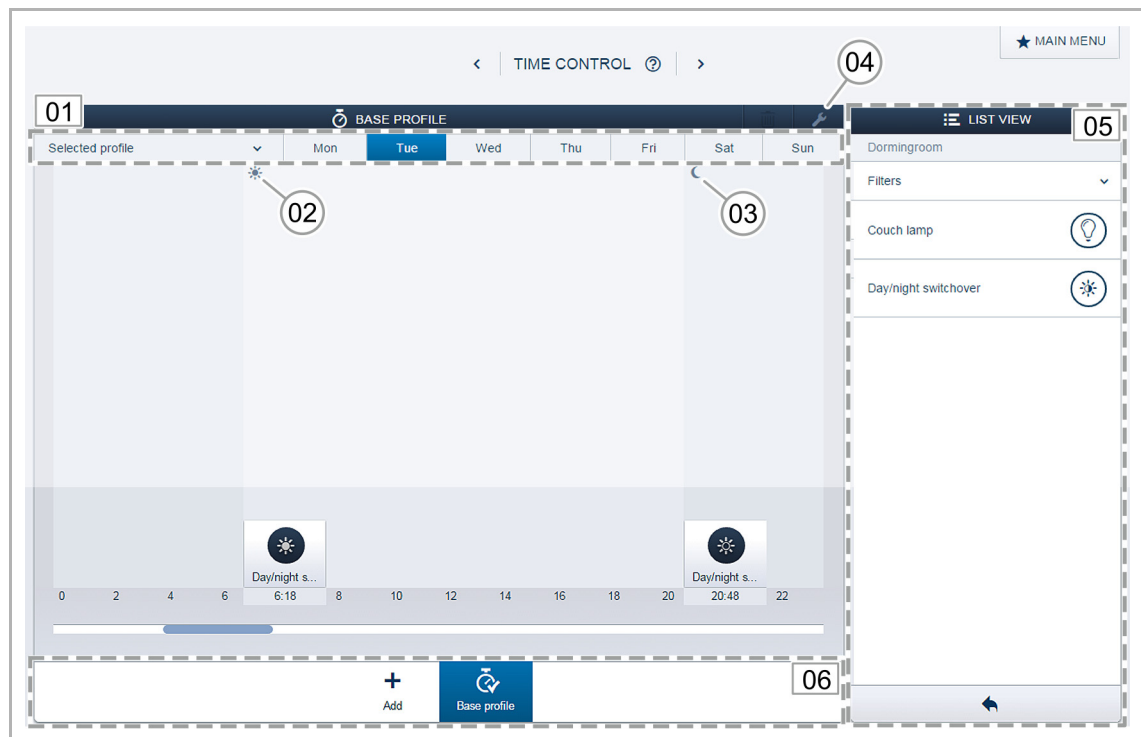 MAIN MENU
TIME CONTROL ?
04
01
BASE PROFILE
LIST VIEW
05
Selected profile Mon Tue Wed Thu Fri Sat Sun
Dormingroom
02
03
Filters
Couch lamp
Day/night switchover
Day/night s...
Day/night s...
0 2 4 6 6:18 8 10 12 14 16 18 20 20:48 22
06
Add
Base profile